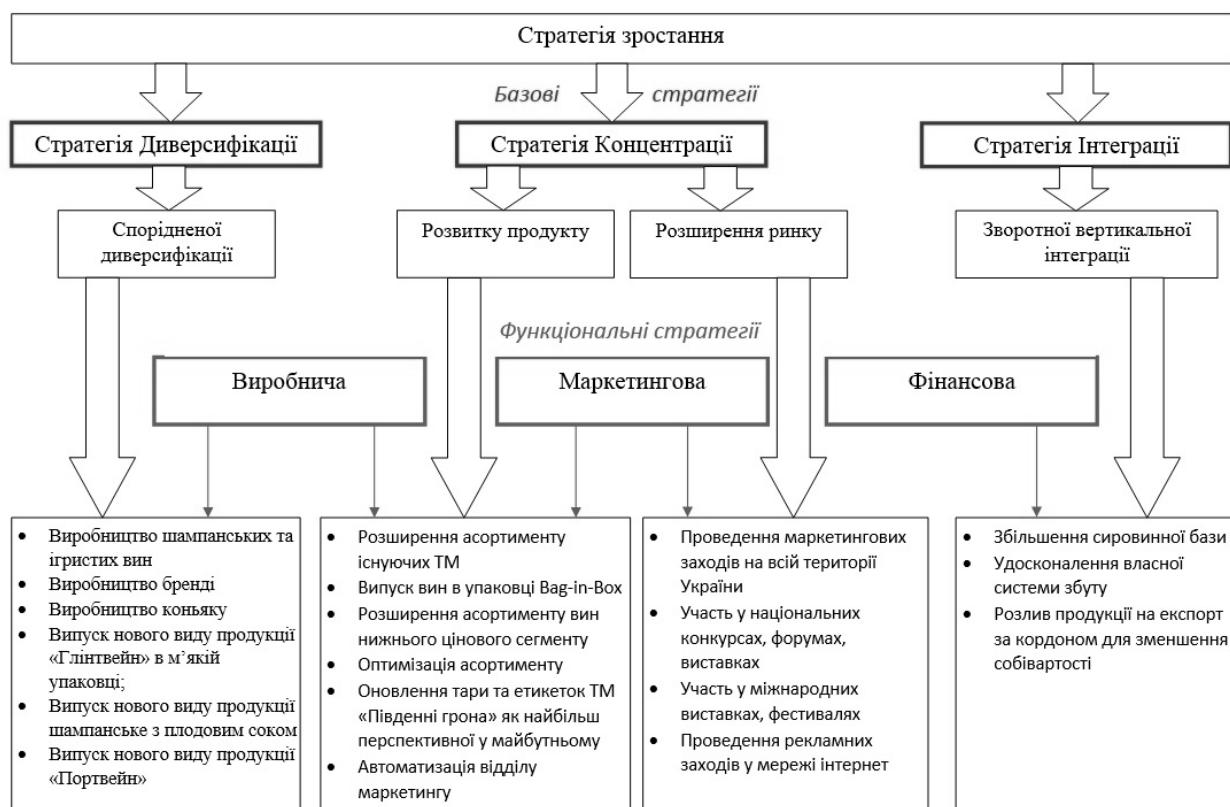 Стратегія зростання
Базові стратегії
Стратегія Диверсифікації
Стратегія Концентрації
Стратегія Інтеграції
Спорідненої
диверсифікації
Розвитку продукту
Розширення ринку
Зворотної вертикальної
інтеграції
Функціональні стратегії
Виробнича
Маркетингова
Фінансова
• Виробництво шампанських та
ігристих вин
• Виробництво бренді
• Виробництво коньяку
• Випуск нового виду продукції
«Глінтвейн» в м’якій
упаковці;
• Випуск нового виду продукції
шампанське з плодовим соком
• Випуск нового виду продукції
«Портвейн»
• Розширення асортименту
існуючих ТМ
• Випуск вин в упаковці Bag-in-Box
• Розширення асортименту вин
нижнього цінового сегменту
• Оптимізація асортименту
• Оновлення тари та етикеток ТМ
«Південні грона» як найбільш
перспективної у майбутньому
• Автоматизація відділу
маркетингу
• Проведення маркетингових
заходів на всій території
України
• Участь у національних
конкурсах, форумах,
виставках
• Участь у міжнародних
виставках, фестивалях
• Проведення рекламних
заходів у мережі інтернет
• Збільшення сировинної бази
• Удосконалення власної
системи збуту
• Розлив продукції на експорт
за кордоном для зменшення
собівартості